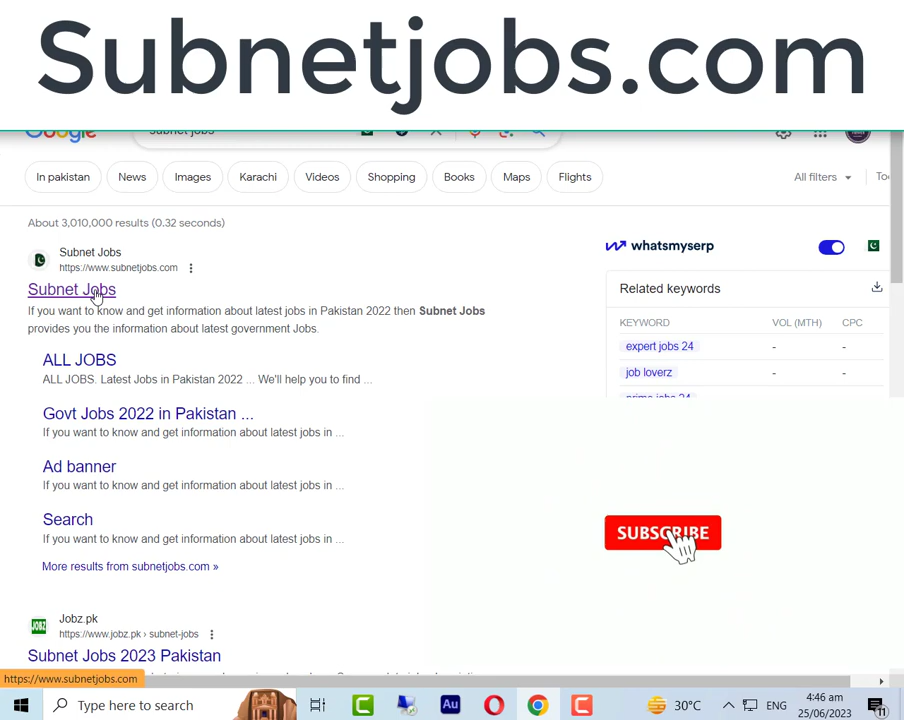 Subnetjobs.com
Google
subnet jobs
In pakistan
News
Images
Karachi
Videos
Shopping
Books
Maps
Flights
All filters
About 3,010,000 results (0.32 seconds)
Subnet Jobs
https://www.subnetjobs.com
Subnet Jobs
If you want to know and get information about latest jobs in Pakistan 2022 then Subnet Jobs
provides you the information about latest government Jobs.
ALL JOBS
ALL JOBS. Latest Jobs in Pakistan 2022 ... We'll help you to find ...
Govt Jobs 2022 in Pakistan ...
If you want to know and get information about latest jobs in ...
Ad banner
If you want to know and get information about latest jobs in ...
Search
If you want to know and get information about latest jobs in ...
More results from subnetjobs.com »
Jobz.pk
https://www.jobz.pk › subnet-jobs
Subnet Jobs 2023 Pakistan
whatsmyserp
Related keywords
KEYWORD VOL (MTH) CPC
expert jobs 24 - -
job loverz - -
prime jobs 24
SUBSCRIBE
JOBZ
https://www.subnetjobs.com
Type here to search
Au
30°C
ENG
4:46 am
25/06/2023
11